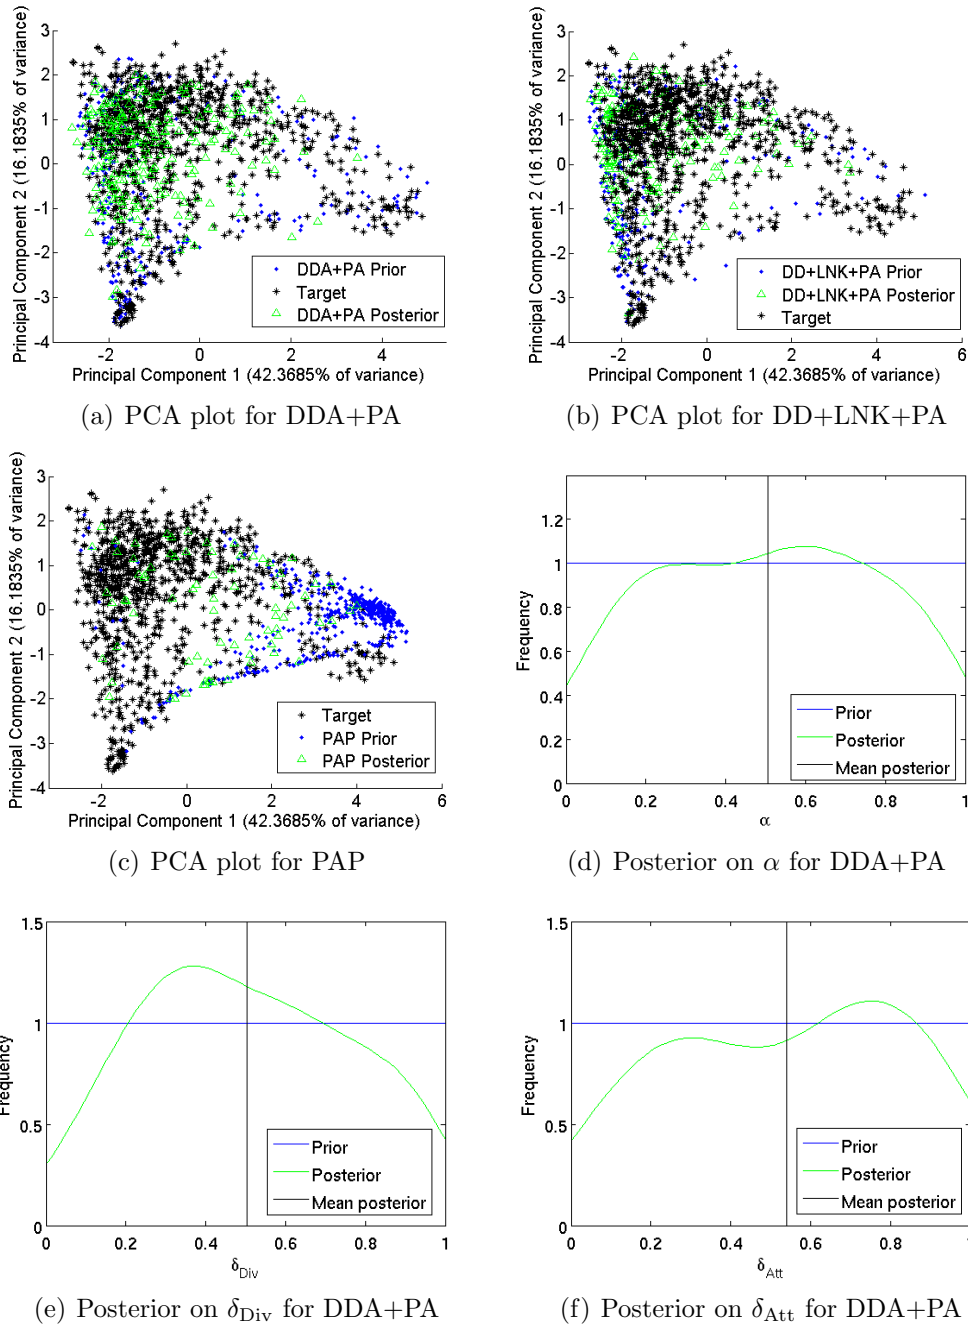 Principal Component 2 (16.1835% of variance)
3
2
1
0
-1
-2
-3
-4
-2
0
2
4
Principal Component 1 (42.3685% of variance)
DDA+PA Prior
Target
DDA+PA Posterior
(a) PCA plot for DDA+PA
Principal Component 2 (16.1835% of variance)
3
2
1
0
-1
-2
-3
-4
-2
0
2
4
6
Principal Component 1 (42.3685% of variance)
DD+LNK+PA Prior
DD+LNK+PA Posterior
Target
(b) PCA plot for DD+LNK+PA
Principal Component 2 (16.1835% of variance)
3
2
1
0
-1
-2
-3
-4
-2
0
2
4
6
Principal Component 1 (42.3685% of variance)
Target
PAP Prior
PAP Posterior
(c) PCA plot for PAP
Frequency
1.2
1
0.8
0.6
0.4
0.2
0
0
0.2
0.4
0.6
0.8
1
α
Prior
Posterior
Mean posterior
(d) Posterior on α for DDA+PA
Frequency
1.5
1
0.5
0
0
0.2
0.4
0.6
0.8
1
δDiv
Prior
Posterior
Mean posterior
(e) Posterior on δDiv for DDA+PA
Frequency
1.5
1
0.5
0
0
0.2
0.4
0.6
0.8
1
δAtt
Prior
Posterior
Mean posterior
(f) Posterior on δAtt for DDA+PA